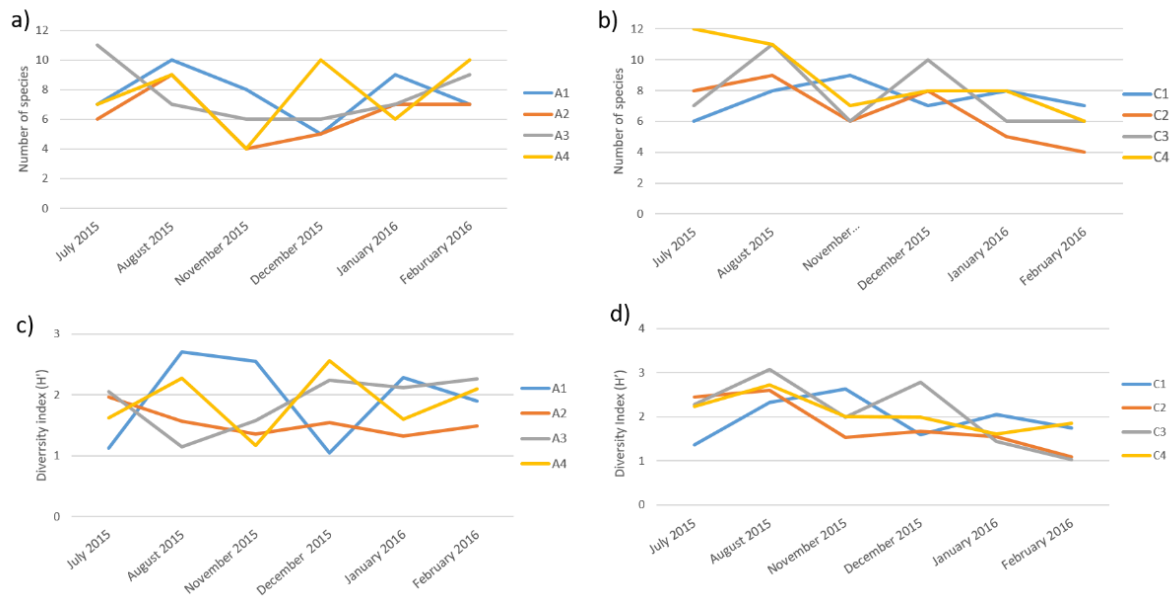 a)
Number of species
12
10
8
6
4
2
0
July 2015
August 2015
November 2015
December 2015
January 2016
February 2016
A1
A2
A3
A4
b)
Number of species
12
10
8
6
4
2
0
July 2015
August 2015
November...
December 2015
January 2016
February 2016
C1
C2
C3
C4
c)
Diverrsity index (H')
3
2
1
0
July 2015
August 2015
November 2015
December 2015
January 2016
February 2016
A1
A2
A3
A4
d)
Diversity Index (H')
4
3
2
1
0
July 2015
August 2015
November 2015
December 2015
January 2016
February 2016
C1
C2
C3
C4